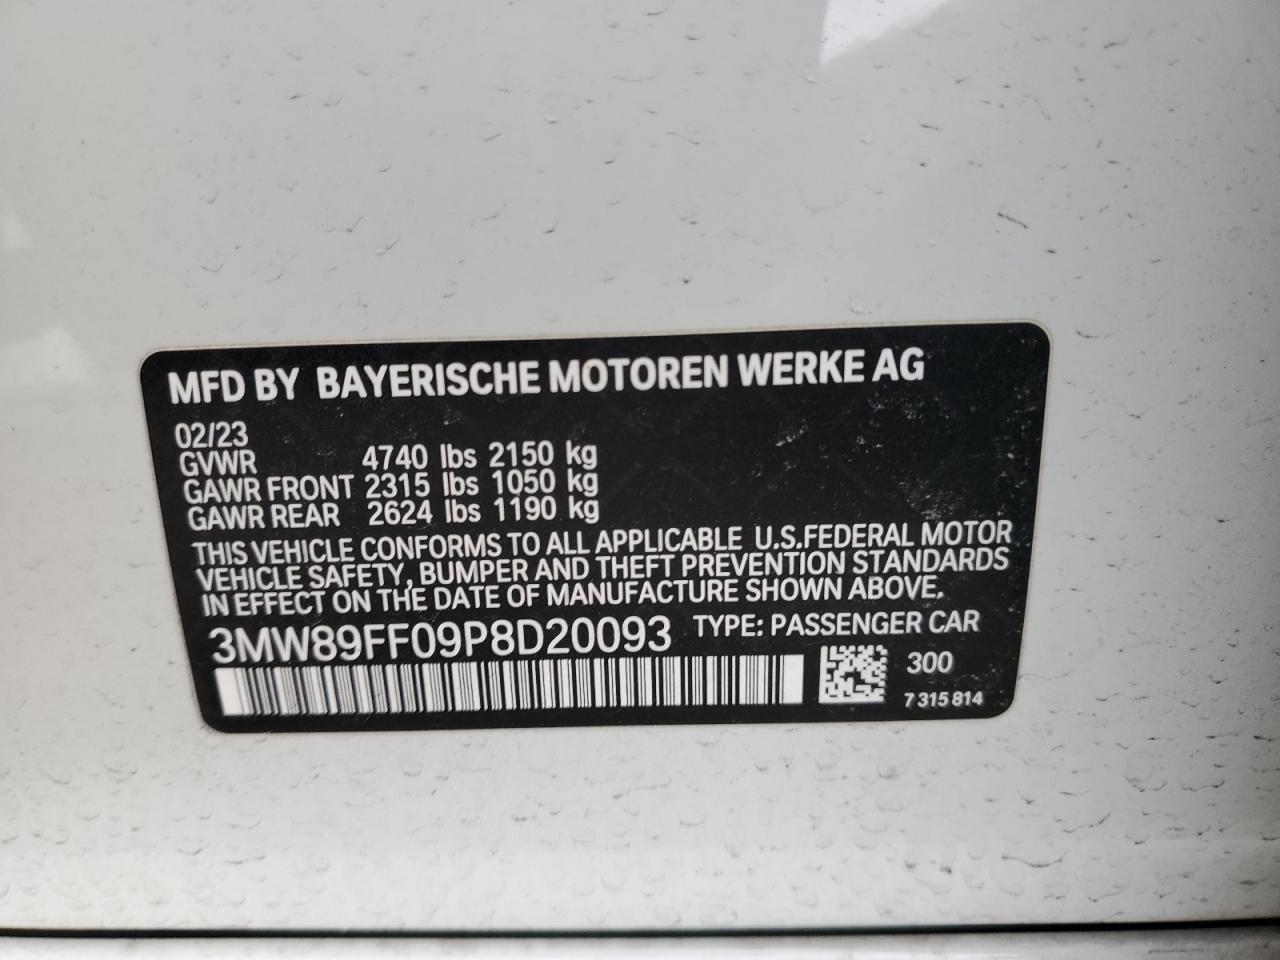 MFD BY BAYERISCHE MOTOREN WERKE AG
02/23
GVWR 4740 lbs 2150 kg
GAWR FRONT 2315 lbs 1050 kg
GAWR REAR 2624 lbs 1190 kg
THIS VEHICLE CONFORMS TO ALL APPLICABLE U.S.FEDERAL MOTOR
VEHICLE SAFETY, BUMPER AND THEFT PREVENTION STANDARDS
IN EFFECT ON THE DATE OF MANUFACTURE SHOWN ABOVE.
3MW89FF09P8D20093 TYPE: PASSENGER CAR
300
7 315 814